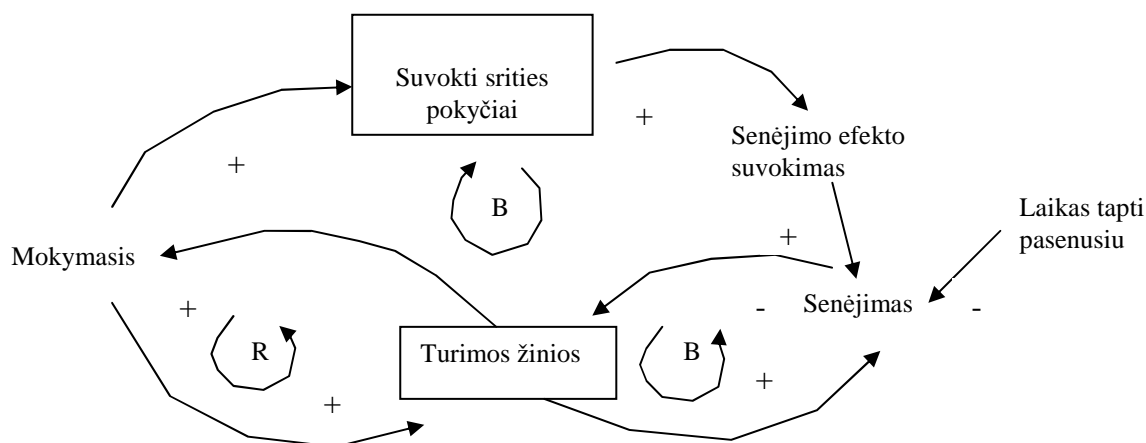 Suvokti srities
pokyčiai
+
+
Senėjimo efekto
suvokimas
B
Laikas tapti
pasenusiu
+
Mokymasis
+
-
Senėjimas
-
R
Turimos žinios
B
+
+